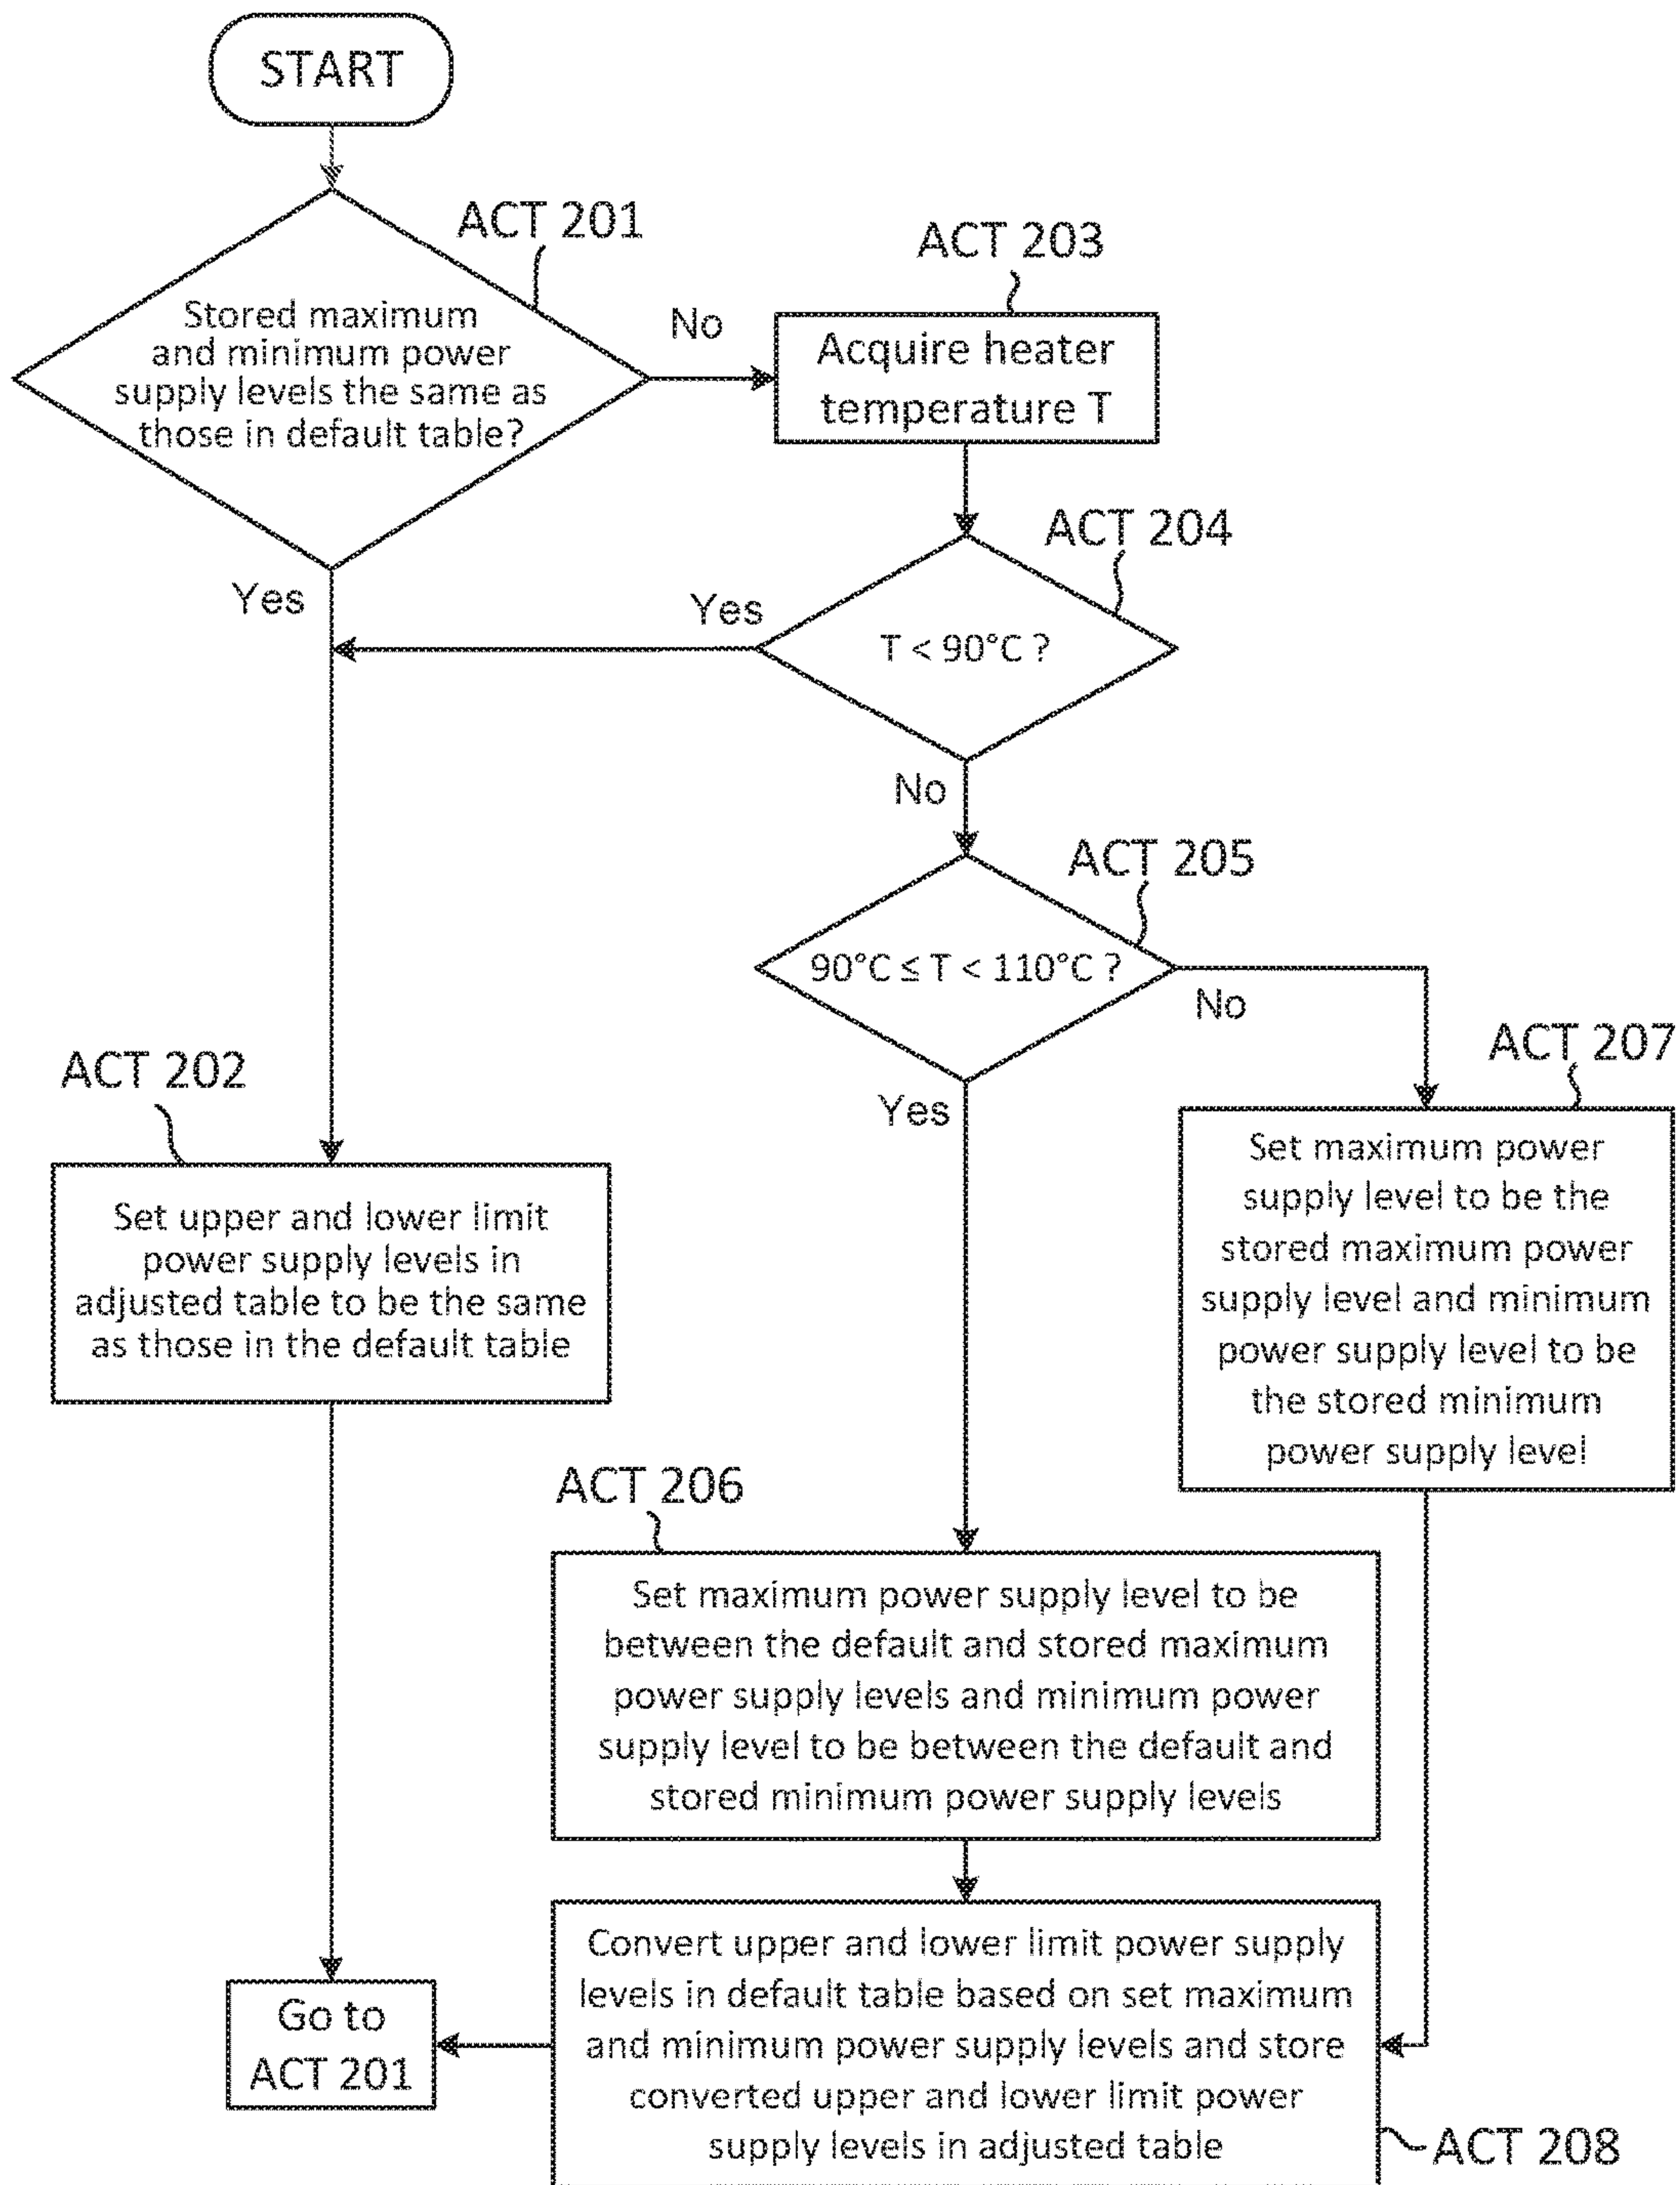 START
ACT 201
Stored maximum
and minimum power
supply levels the same as
those in default table?
No
ACT 203
Acquire heater
temperature T
Yes
ACT 204
T < 90°C ?
Yes
No
ACT 205
90°C ≤ T < 110°C ?
No
Yes
ACT 207
Set maximum power
supply level to be the
stored maximum power
supply level and minimum
power supply level to be
the stored minimum
power supply level
ACT 202
Set upper and lower limit
power supply levels in
adjusted table to be the same
as those in the default table
ACT 206
Set maximum power supply level to be
between the default and stored maximum
power supply levels and minimum power
supply level to be between the default and
stored minimum power supply levels
Convert upper and lower limit power supply
levels in default table based on set maximum
and minimum power supply levels and store
converted upper and lower limit power
supply levels in adjusted table
ACT 208
Go to
ACT 201